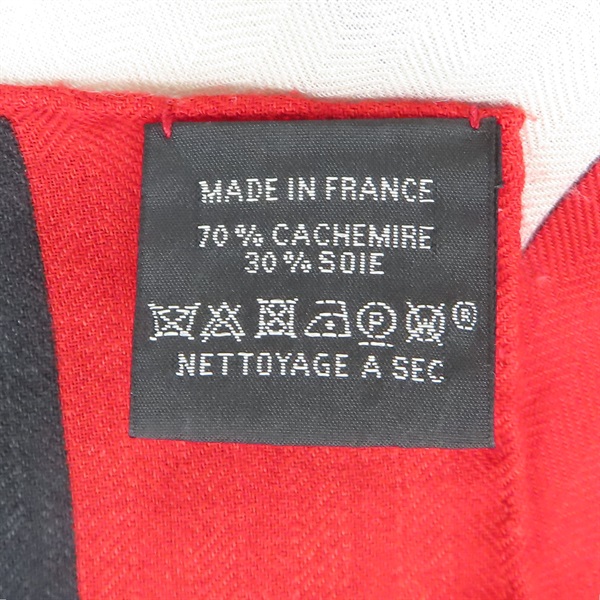 MADE IN FRANCE
70% CACHEMIRE
30% SOIE
P W ®
NETTOYAGE A SEC